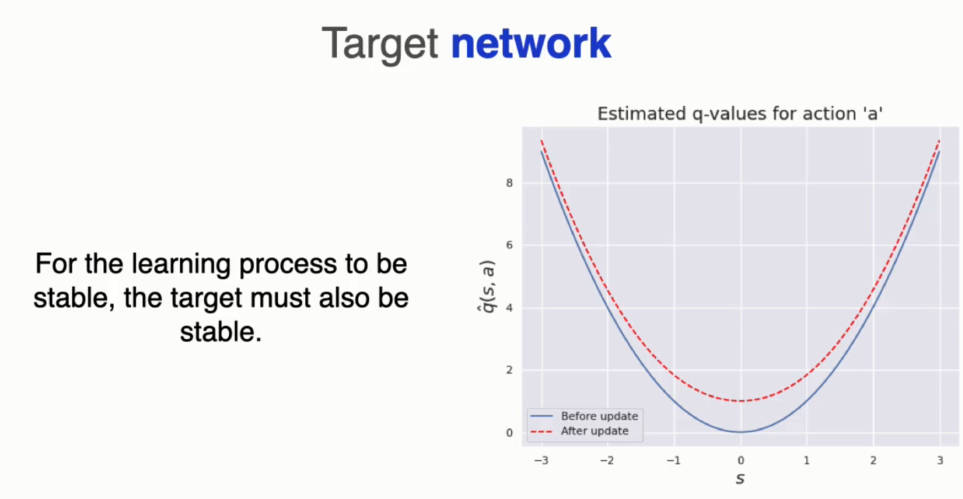 Target network
Estimated q-values for action 'a'
For the learning process to be
stable, the target must also be
stable.
q̂(s, a)
8
6
4
2
0
Before update
After update
−3
−2
−1
0
1
2
3
s